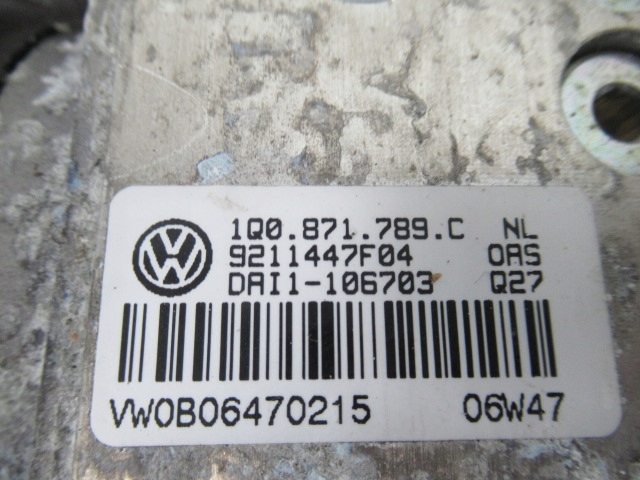 1Q0.871.789.C NL
9211447F04 OAS
DAI1-106703 Q27
VW0B06470215 06W47